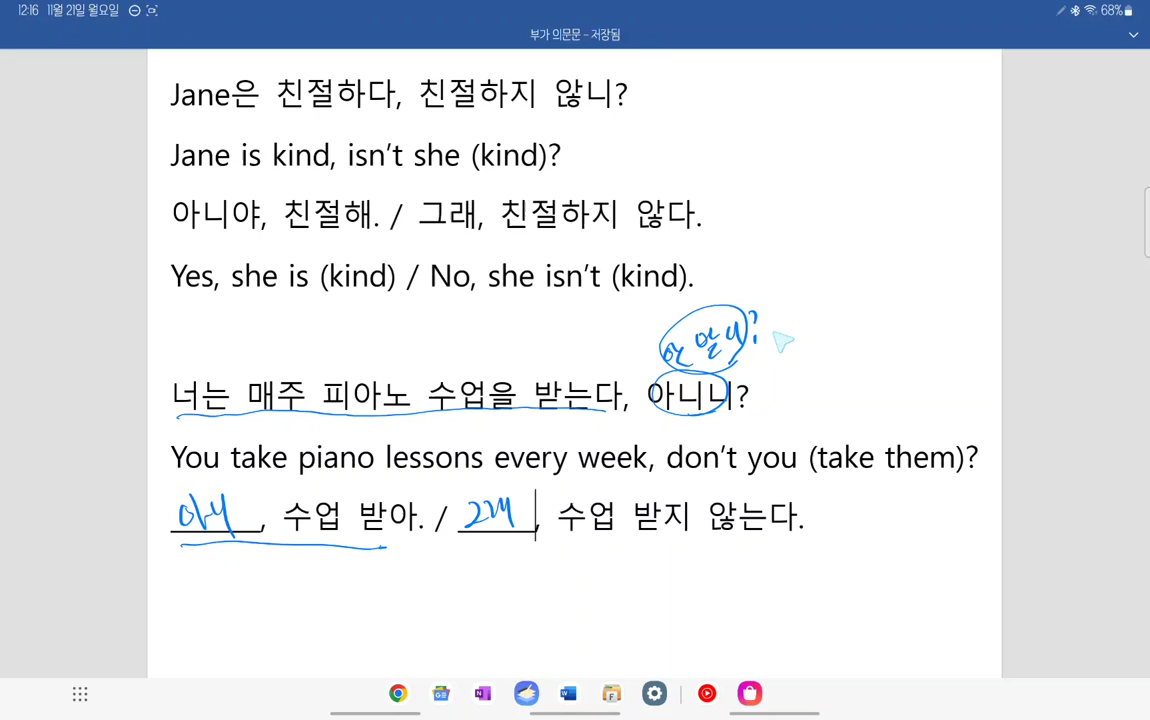 12:16 11월 21일 월요일 68%
부가 의문문 – 저장됨
Jane은 친절하다, 친절하지 않니?
Jane is kind, isn't she (kind)?
아니야, 친절해. / 그래, 친절하지 않다.
Yes, she is (kind) / No, she isn't (kind).
안 받니?
너는 매주 피아노 수업을 받는다, 아니니?
You take piano lessons every week, don't you (take them)?
아니, 수업 받아. / 그래, 수업 받지 않는다.